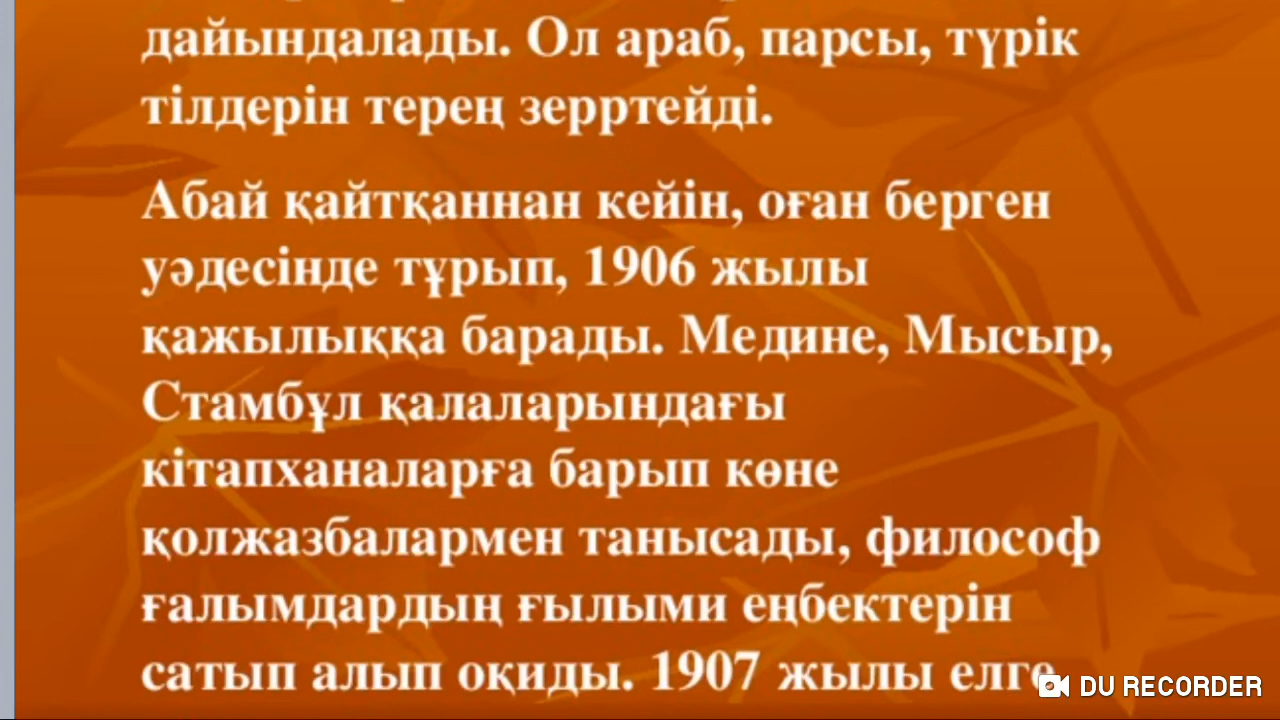 дайындалады. Ол араб, парсы, түрік
тілдерін терең зерртейді.
Абай қайтқаннан кейін, оған берген
уәдесінде тұрып, 1906 жылы
қажылыққа барады. Медине, Мысыр,
Стамбұл қалаларындағы
кітапханаларға барып көне
қолжазбалармен танысады, философ
ғалымдардың ғылыми еңбектерін
сатып алып оқиды. 1907 жылы елге
DU RECORDER